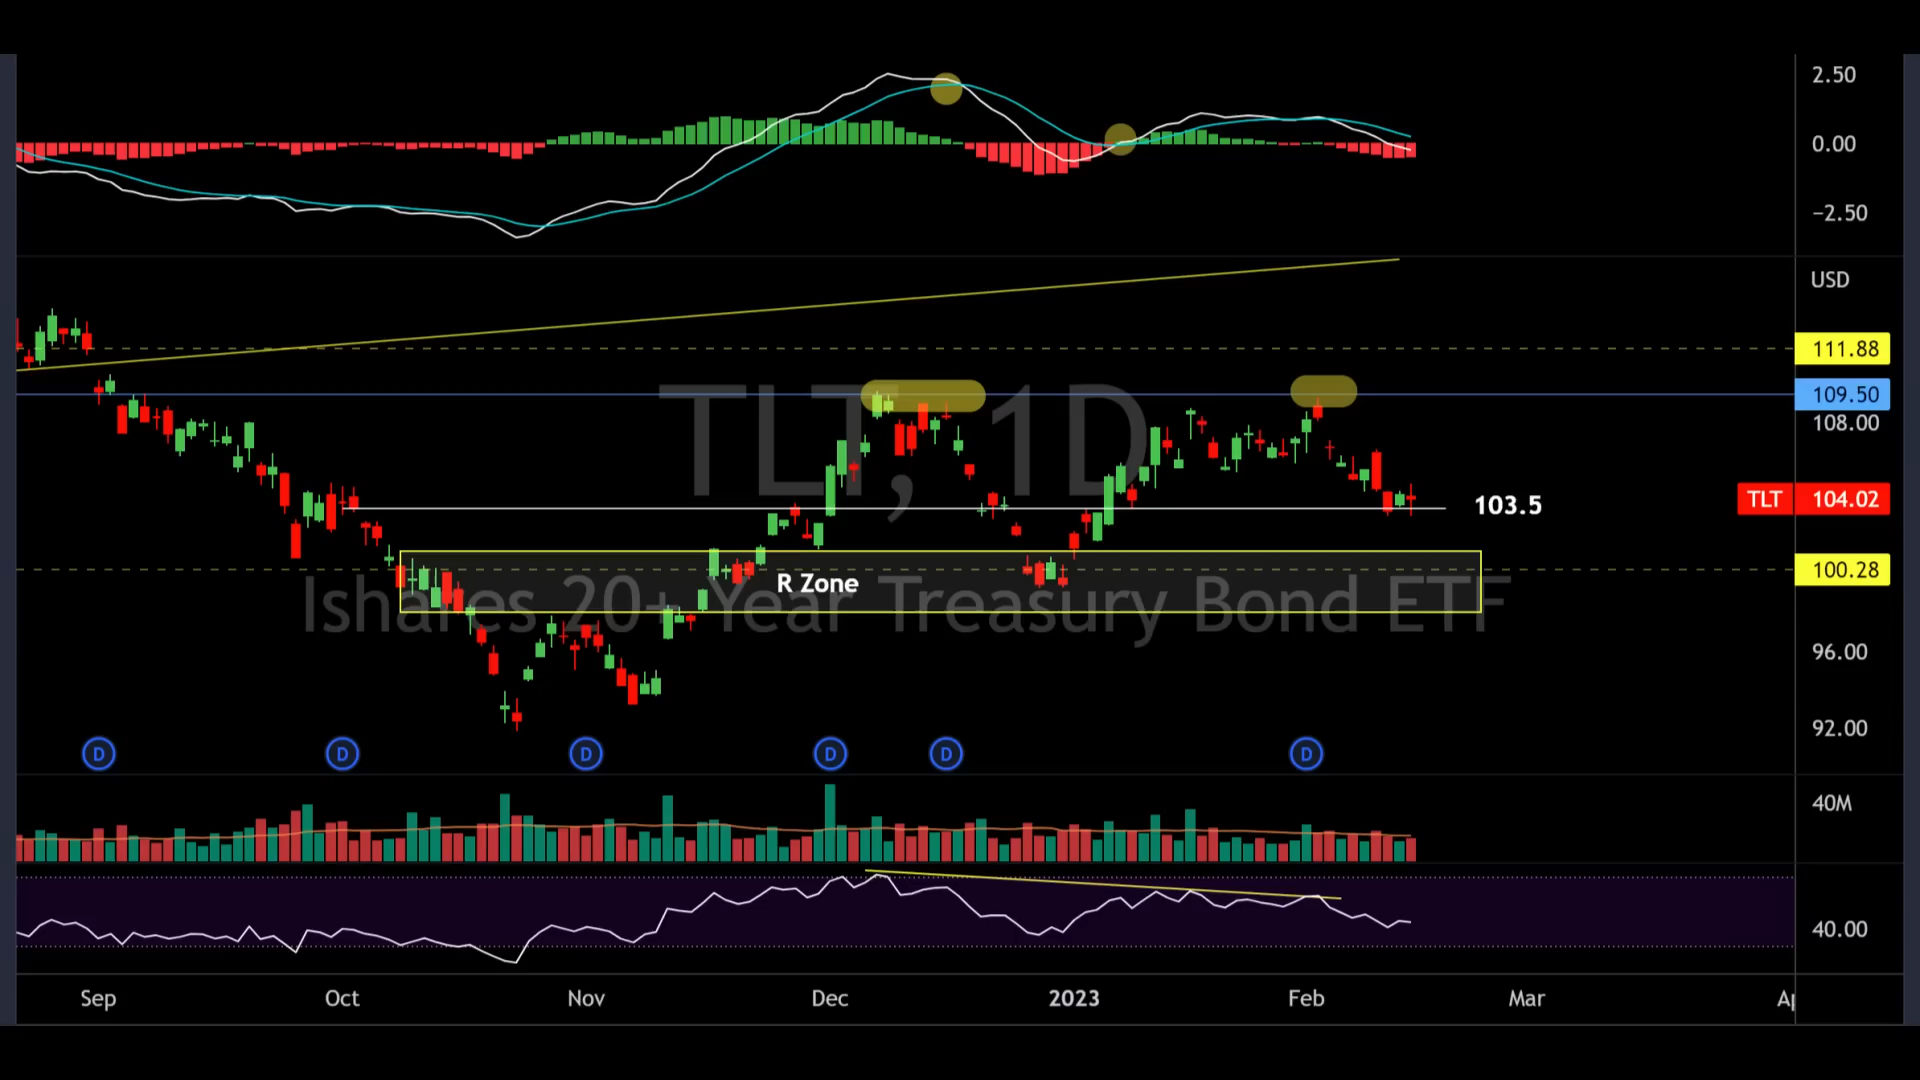 2.50
0.00
−2.50
USD
111.88
109.50
108.00
TLT, 1D
103.5
TLT 104.02
100.28
R Zone
Ishares 20+ Year Treasury Bond ETF
96.00
92.00
D D D D D D
40M
40.00
Sep Oct Nov Dec 2023 Feb Mar